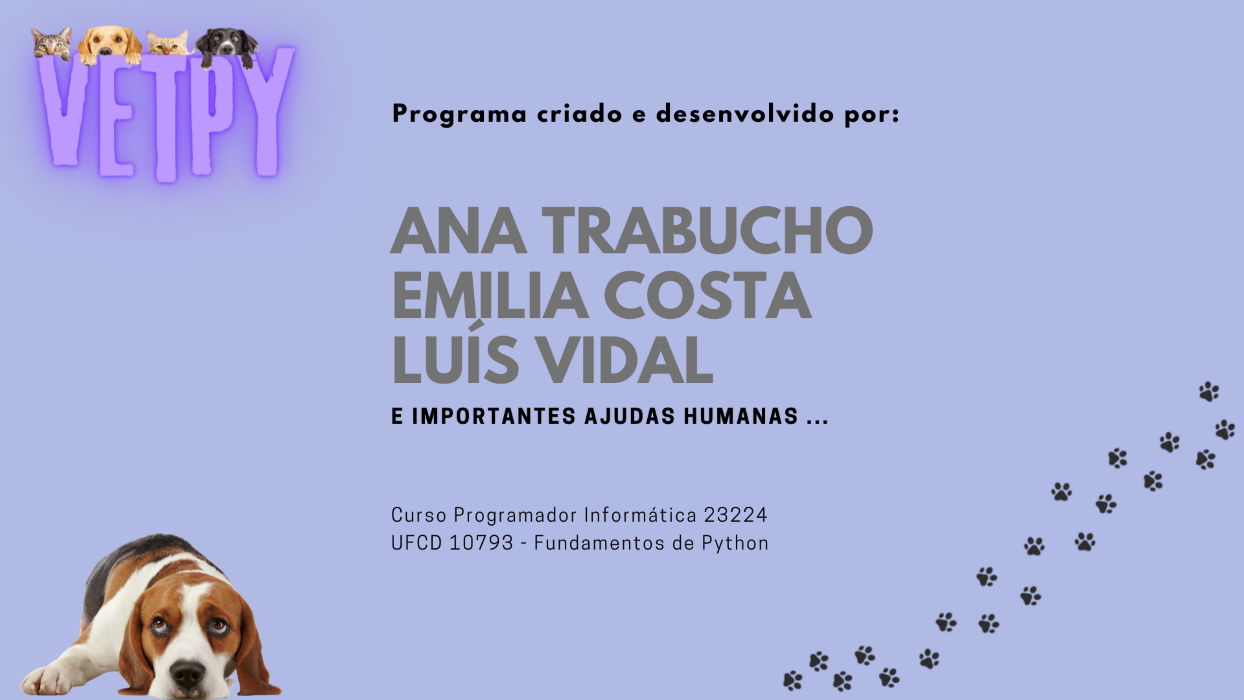 VETPY
Programa criado e desenvolvido por:
ANA TRABUCHO
EMILIA COSTA
LUÍS VIDAL
E IMPORTANTES AJUDAS HUMANAS ...
Curso Programador Informática 23224
UFCD 10793 - Fundamentos de Python